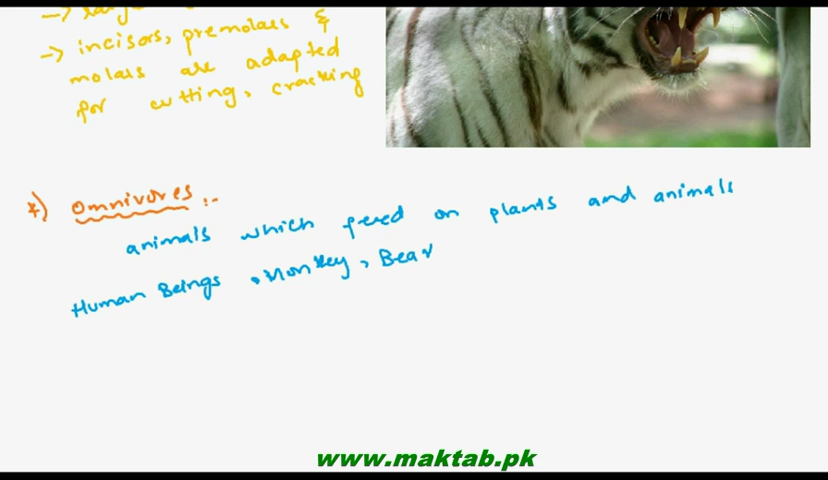 -> incisors, premolars &
molars are adapted
for cutting, cracking
*) Omnivores :-
animals which feed on plants and animals
Human Beings, Monkey, Bear
www.maktab.pk